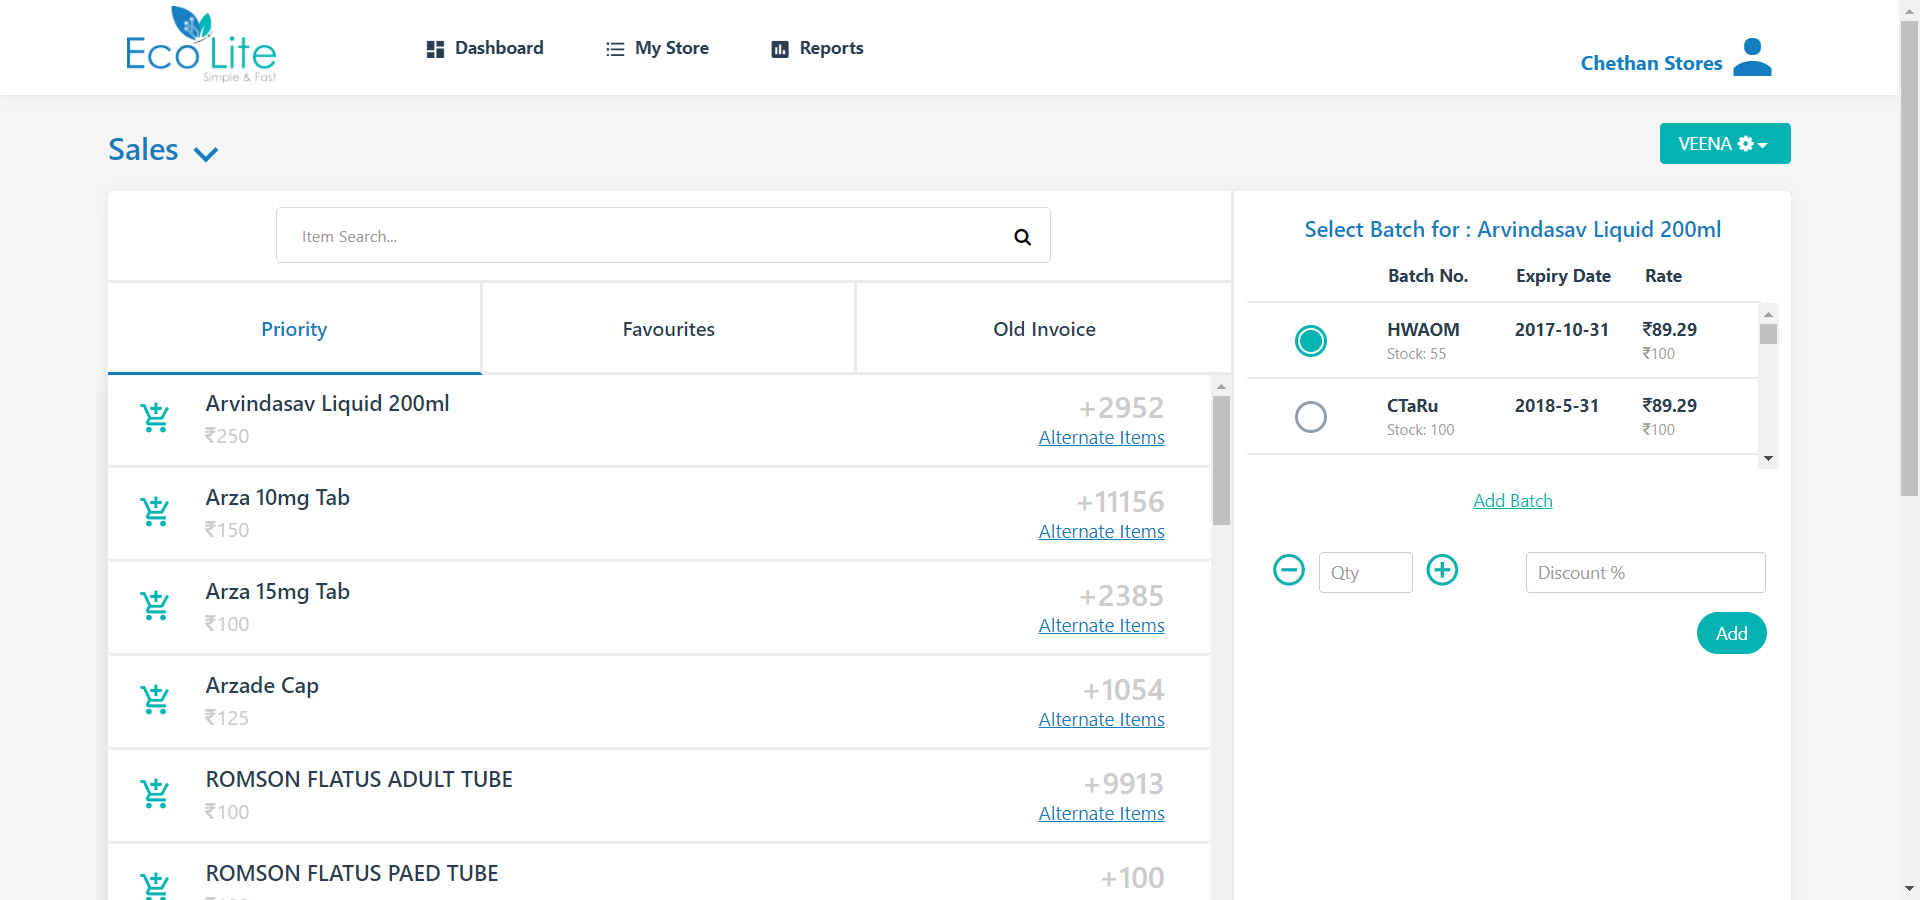 Eco Lite
Simple & Fast
Dashboard
My Store
Reports
Chethan Stores
Sales
VEENA
Item Search...
Priority
Favourites
Old Invoice
Arvindasav Liquid 200ml
₹250
+2952
Alternate Items
Arza 10mg Tab
₹150
+11156
Alternate Items
Arza 15mg Tab
₹100
+2385
Alternate Items
Arzade Cap
₹125
+1054
Alternate Items
ROMSON FLATUS ADULT TUBE
₹100
+9913
Alternate Items
ROMSON FLATUS PAED TUBE
+100
Select Batch for : Arvindasav Liquid 200ml
Batch No. Expiry Date Rate
HWAOM 2017-10-31 ₹89.29
Stock: 55 ₹100
CTaRu 2018-5-31 ₹89.29
Stock: 100 ₹100
Add Batch
Qty
Discount %
Add